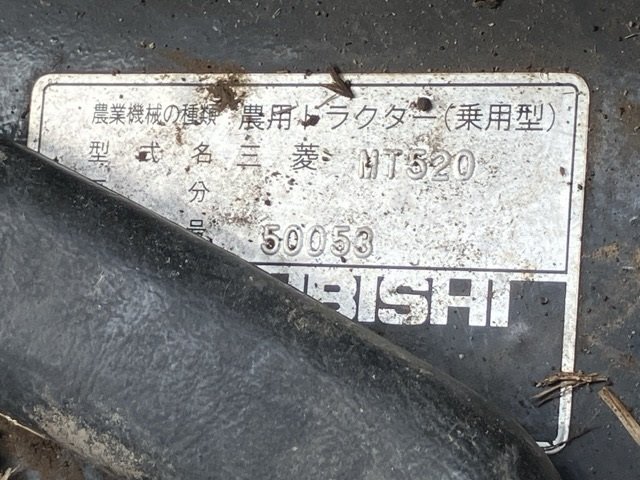 農業機械の種類 農用トラクター(乗用型)
型式名 三菱 MT520
区分
号 50053
BISHI